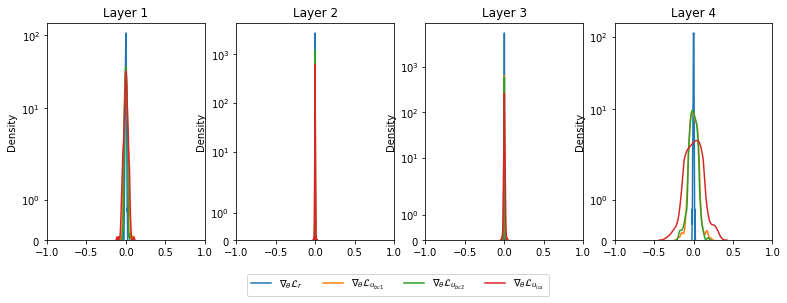 Layer 1 Layer 2 Layer 3 Layer 4
Density Density Density Density
10² 10³ 10³ 10²
10¹ 10² 10² 10¹
10⁰ 10¹ 10¹ 10⁰
0 10⁰ 10⁰ 0
0 0
−1.0 −0.5 0.0 0.5 1.0 −1.0 −0.5 0.0 0.5 1.0 −1.0 −0.5 0.0 0.5 1.0 −1.0 −0.5 0.0 0.5 1.0
∇θℒr ∇θℒu_bc1 ∇θℒu_bc2 ∇θℒu_ics